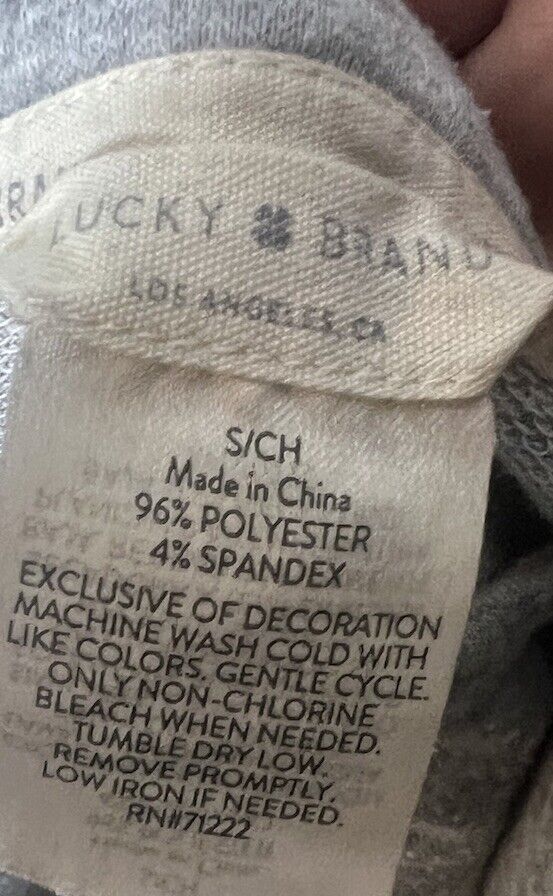 LUCKY BRAND
LOS ANGELES, CA
S/CH
Made in China
96% POLYESTER
4% SPANDEX
EXCLUSIVE OF DECORATION
MACHINE WASH COLD WITH
LIKE COLORS. GENTLE CYCLE.
ONLY NON-CHLORINE
BLEACH WHEN NEEDED.
TUMBLE DRY LOW.
REMOVE PROMPTLY.
LOW IRON IF NEEDED.
RN#71222